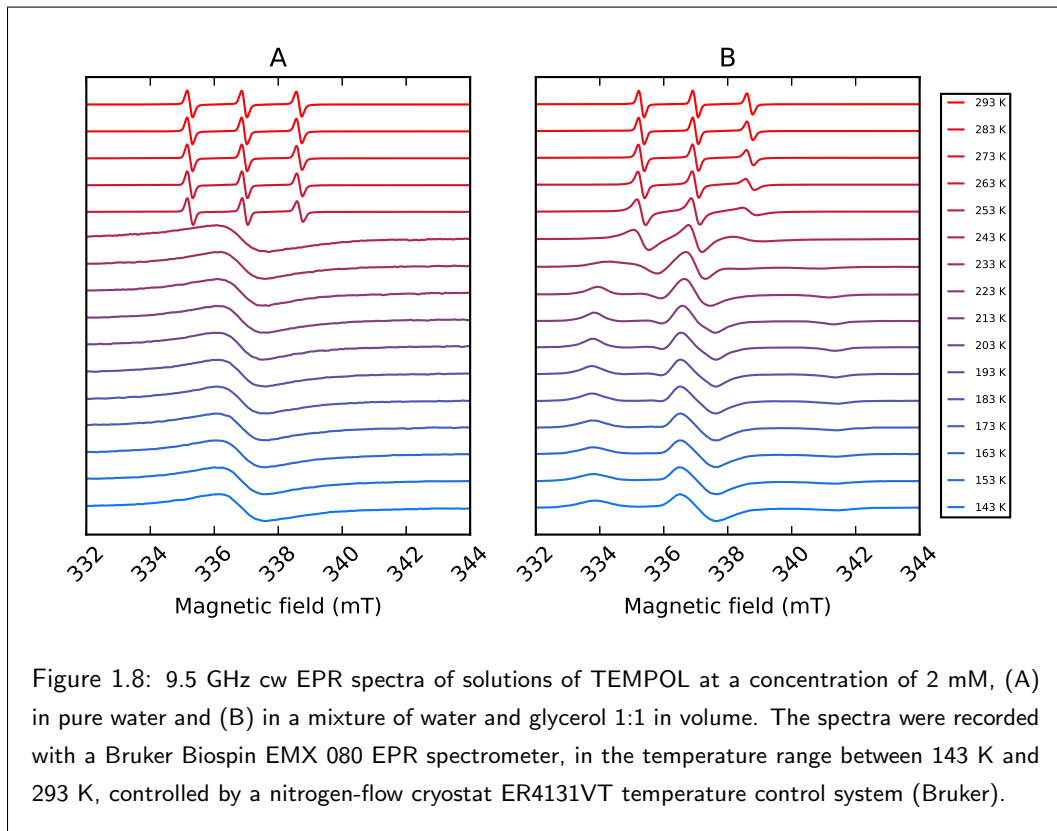 A
B
293 K
283 K
273 K
263 K
253 K
243 K
233 K
223 K
213 K
203 K
193 K
183 K
173 K
163 K
153 K
143 K
332 334 336 338 340 342 344
332 334 336 338 340 342 344
Magnetic field (mT)
Magnetic field (mT)
Figure 1.8: 9.5 GHz cw EPR spectra of solutions of TEMPOL at a concentration of 2 mM, (A)
in pure water and (B) in a mixture of water and glycerol 1:1 in volume. The spectra were recorded
with a Bruker Biospin EMX 080 EPR spectrometer, in the temperature range between 143 K and
293 K, controlled by a nitrogen-flow cryostat ER4131VT temperature control system (Bruker).